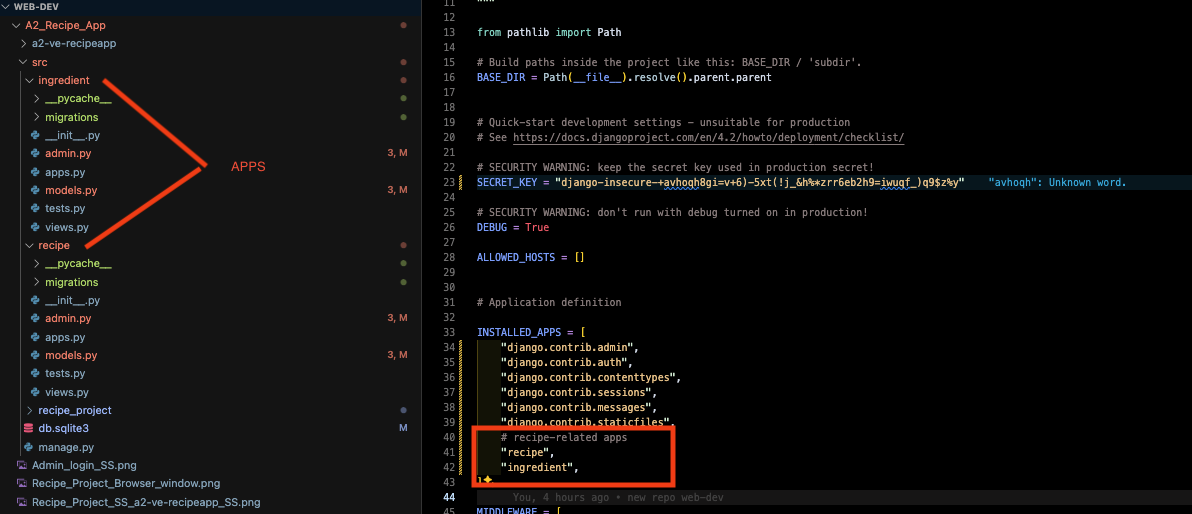 WEB-DEV
A2_Recipe_App
a2-ve-recipeapp
src
ingredient
__pycache__
migrations
__init__.py
admin.py 3, M
apps.py
models.py 3, M
tests.py
views.py
recipe
__pycache__
migrations
__init__.py
admin.py 3, M
apps.py
models.py 3, M
tests.py
views.py
recipe_project
db.sqlite3 M
manage.py
Admin_login_SS.png
Recipe_Project_Browser_window.png
Recipe_Project_SS_a2-ve-recipeapp_SS.png
APPS
11 """
12
13 from pathlib import Path
14
15 # Build paths inside the project like this: BASE_DIR / 'subdir'.
16 BASE_DIR = Path(__file__).resolve().parent.parent
17
18
19 # Quick-start development settings - unsuitable for production
20 # See https://docs.djangoproject.com/en/4.2/howto/deployment/checklist/
21
22 # SECURITY WARNING: keep the secret key used in production secret!
23 SECRET_KEY = "django-insecure-+avhoqh8gi=v+6)-5xt(!j_&h%*zrr6eb2h9=iwuqf_)q9$z%y" "avhoqh": Unknown word.
24
25 # SECURITY WARNING: don't run with debug turned on in production!
26 DEBUG = True
27
28 ALLOWED_HOSTS = []
29
30
31 # Application definition
32
33 INSTALLED_APPS = [
34 "django.contrib.admin",
35 "django.contrib.auth",
36 "django.contrib.contenttypes",
37 "django.contrib.sessions",
38 "django.contrib.messages",
39 "django.contrib.staticfiles",
40 # recipe-related apps
41 "recipe",
42 "ingredient",
43 ]
44 You, 4 hours ago • new repo web-dev
45 MIDDLEWARE = [